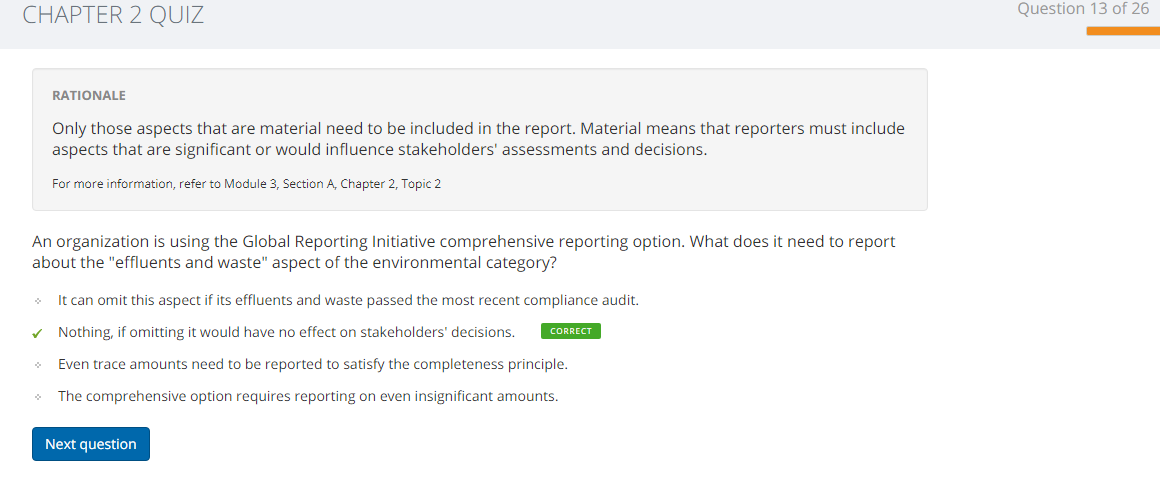 CHAPTER 2 QUIZ
Question 13 of 26
RATIONALE
Only those aspects that are material need to be included in the report. Material means that reporters must include
aspects that are significant or would influence stakeholders' assessments and decisions.
For more information, refer to Module 3, Section A, Chapter 2, Topic 2
An organization is using the Global Reporting Initiative comprehensive reporting option. What does it need to report
about the "effluents and waste" aspect of the environmental category?
It can omit this aspect if its effluents and waste passed the most recent compliance audit.
Nothing, if omitting it would have no effect on stakeholders' decisions. CORRECT
Even trace amounts need to be reported to satisfy the completeness principle.
The comprehensive option requires reporting on even insignificant amounts.
Next question